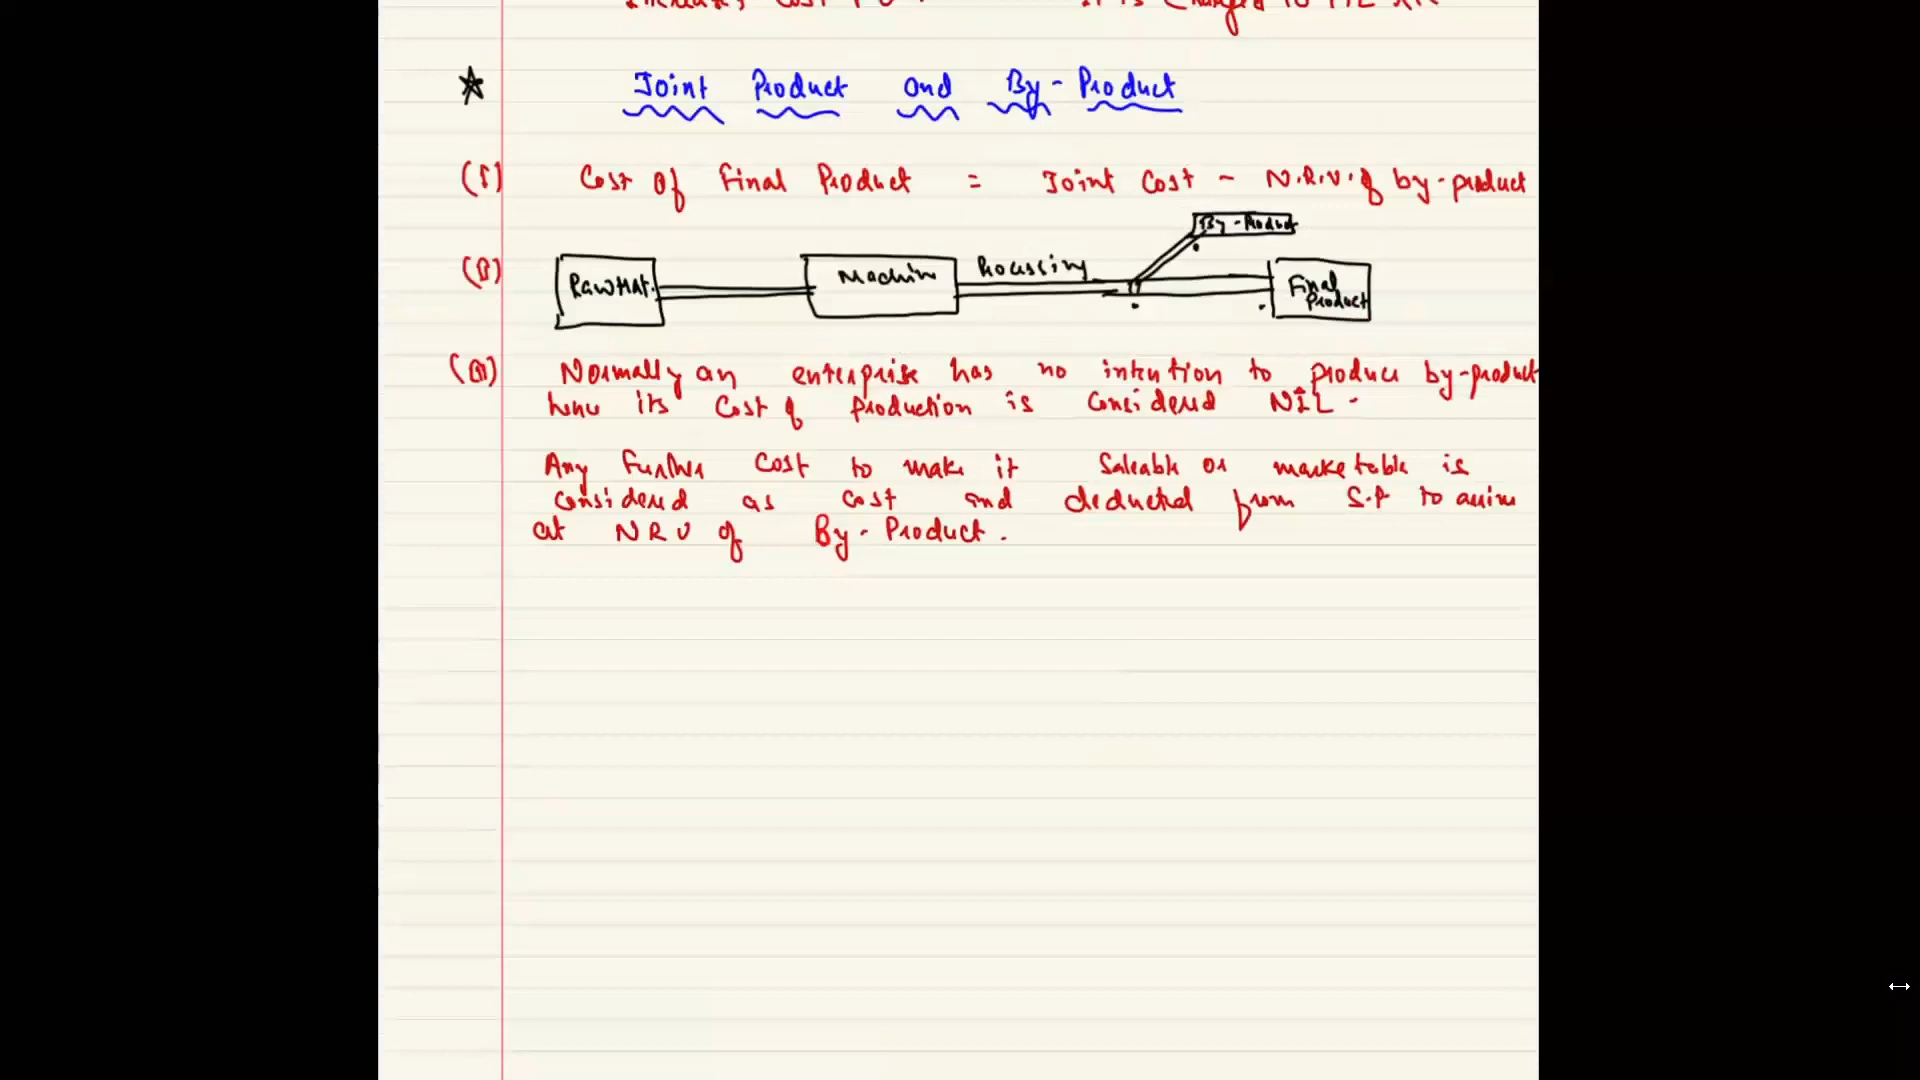 Joint Product and By-Product
(I) Cost Of Final Product = Joint Cost - N.R.V. of by-product
By-Product
(II) Raw Mat. Machine Processing Final Product
(III) Normally an enterprise has no intention to produce by-product
hence its cost of production is considered NIL.
Any further cost to make it Saleable or marketable is
considered as cost and deducted from S.P to arrive
at NRV of By-Product.